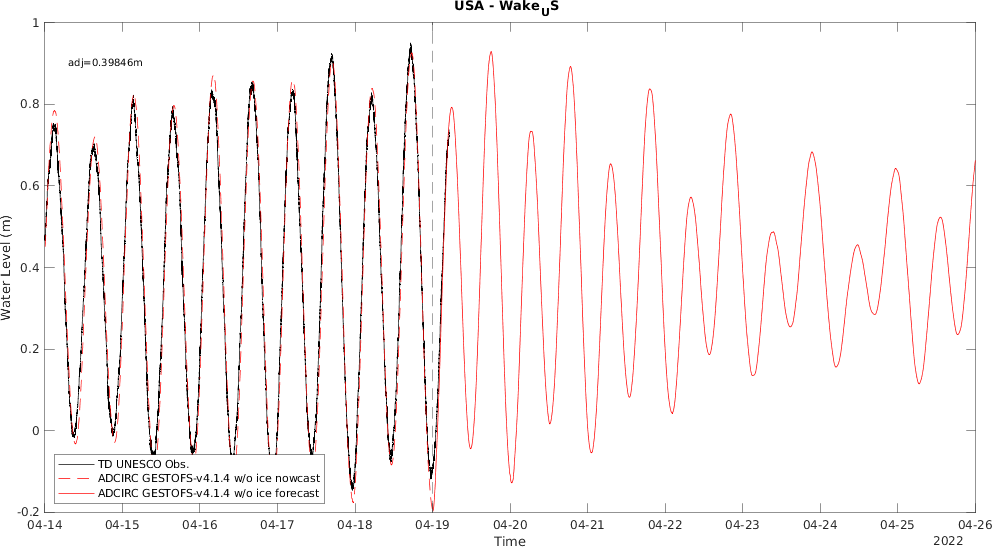 USA - WakeUS
1
adj=0.39846m
0.8
0.6
0.4
0.2
0
-0.2
Water Level (m)
TD UNESCO Obs.
ADCIRC GESTOFS-v4.1.4 w/o ice nowcast
ADCIRC GESTOFS-v4.1.4 w/o ice forecast
04-14 04-15 04-16 04-17 04-18 04-19 04-20 04-21 04-22 04-23 04-24 04-25 04-26
Time
2022